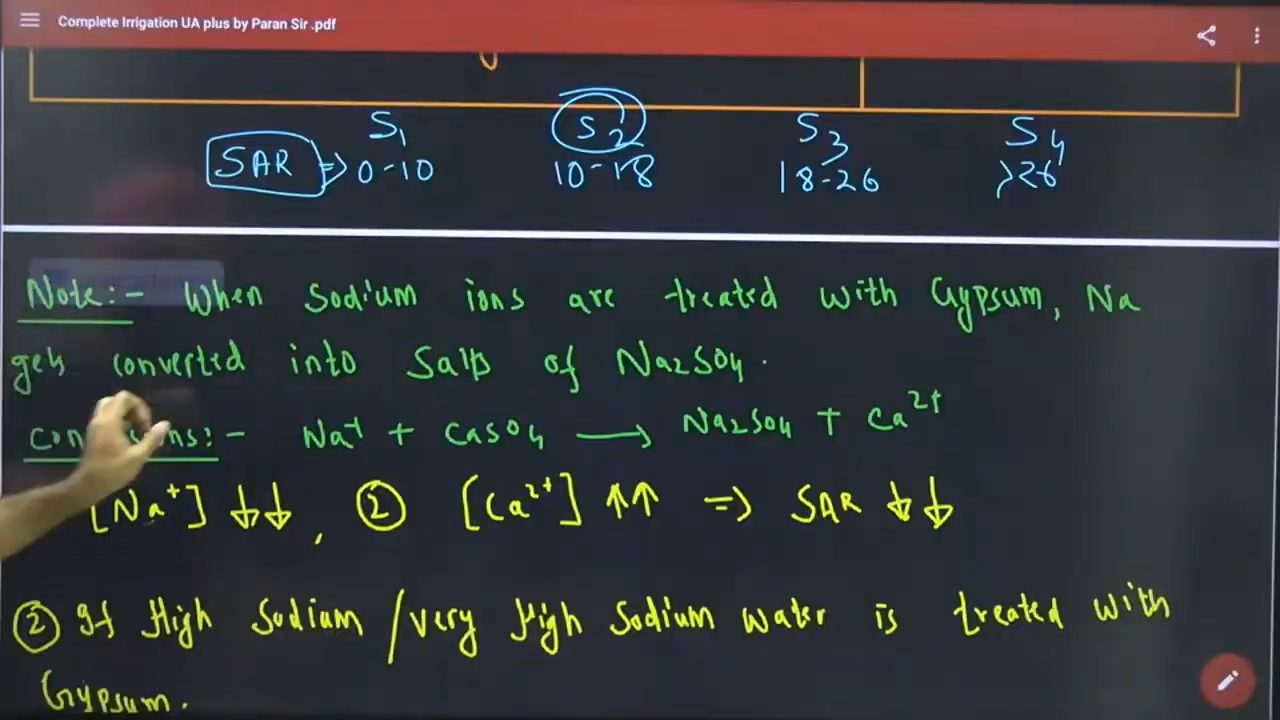 Complete Irrigation UA plus by Paran Sir .pdf
S1 S2 S3 S4
SAR ⇒ 0-10 10-18 18-26 >26
Note:- When Sodium ions are treated with Gypsum, Na
gets converted into Salts of Na2SO4.
:- Na+ + CaSO4 → Na2SO4 + Ca2+
[Na+] ↓↓, ② [Ca2+] ↑↑ ⇒ SAR ↓↓
② If High Sodium /very High Sodium water is treated with
Gypsum.